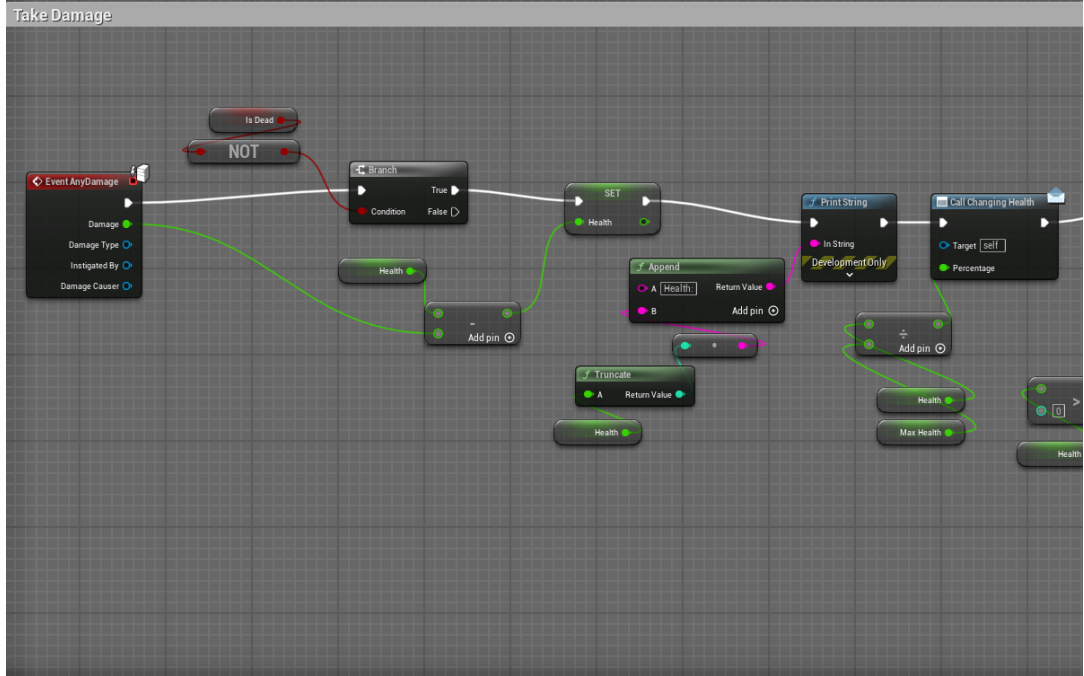 Take Damage
Is Dead
NOT
EventAnyDamage
Damage
Damage Type
Instigated By
Damage Causer
Branch
True
Condition
False
Health
-
Add pin
SET
Health
Append
A Health: Return Value
B Add pin
Truncate
A Return Value
Health
Print String
In String
Development Only
Call Changing Health
Target self
Percentage
÷
Add pin
Health
Max Health
>
0
Health